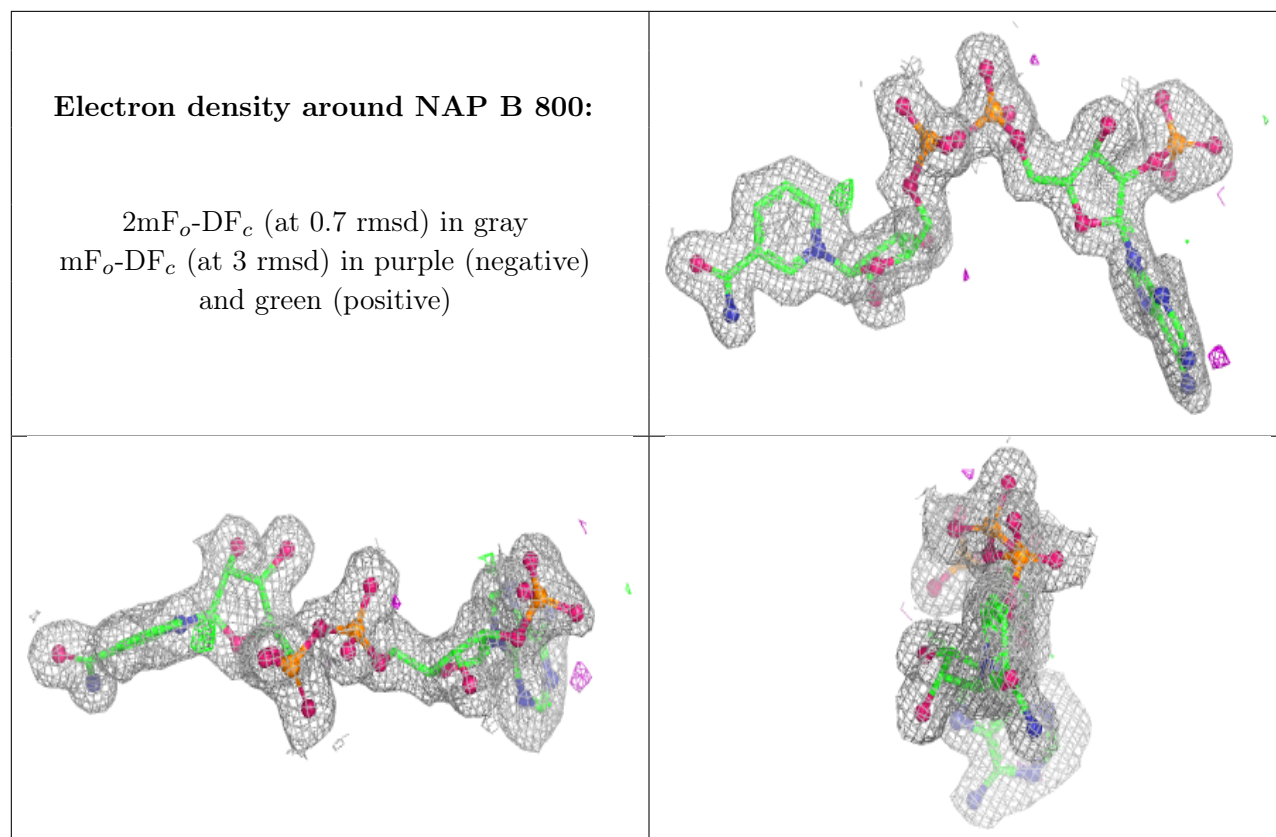 Electron density around NAP B 800:
2mFo-DFc (at 0.7 rmsd) in gray
mFo-DFc (at 3 rmsd) in purple (negative)
and green (positive)